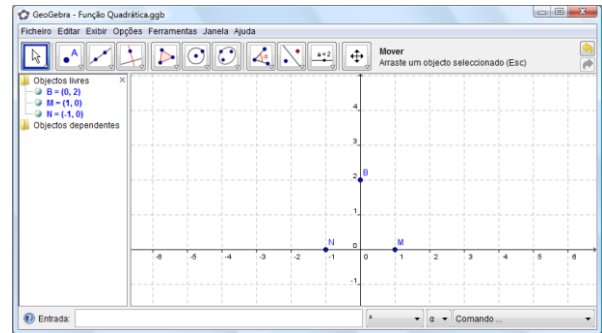 GeoGebra - Função Quadrática.ggb
Ficheiro Editar Exibir Opções Ferramentas Janela Ajuda
A
a=2
Mover
Arraste um objecto seleccionado (Esc)
Objectos livres
B = (0, 2)
M = (1, 0)
N = (-1, 0)
Objectos dependentes
4
3
2
B
1
N
0
M
-6 -5 -4 -3 -2 -1 0 1 2 3 4 5 6
-1
Entrada:
α
Comando ...